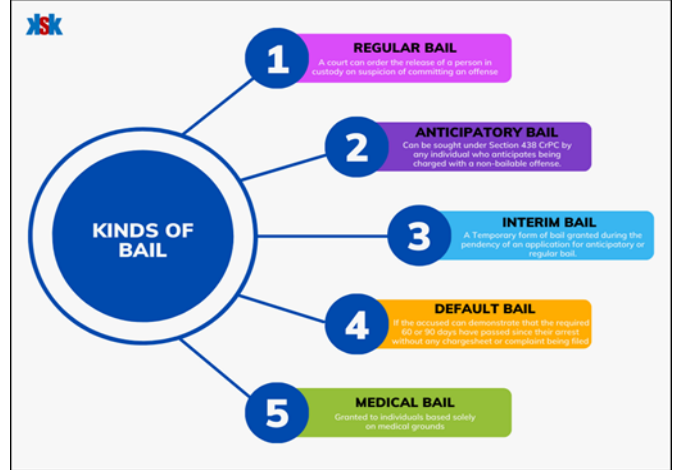 KSK
KINDS OF
BAIL
1
REGULAR BAIL
A court can order the release of a person in
custody on suspicion of committing an offense
2
ANTICIPATORY BAIL
Can be sought under Section 438 CrPC by
any individual who anticipates being
charged with a non-bailable offense.
3
INTERIM BAIL
A Temporary form of bail granted during the
pendency of an application for anticipatory or
regular bail.
4
DEFAULT BAIL
If the accused can demonstrate that the required
60 or 90 days have passed since their arrest
without any chargesheet or complaint being filed
5
MEDICAL BAIL
Granted to individuals based solely
on medical grounds